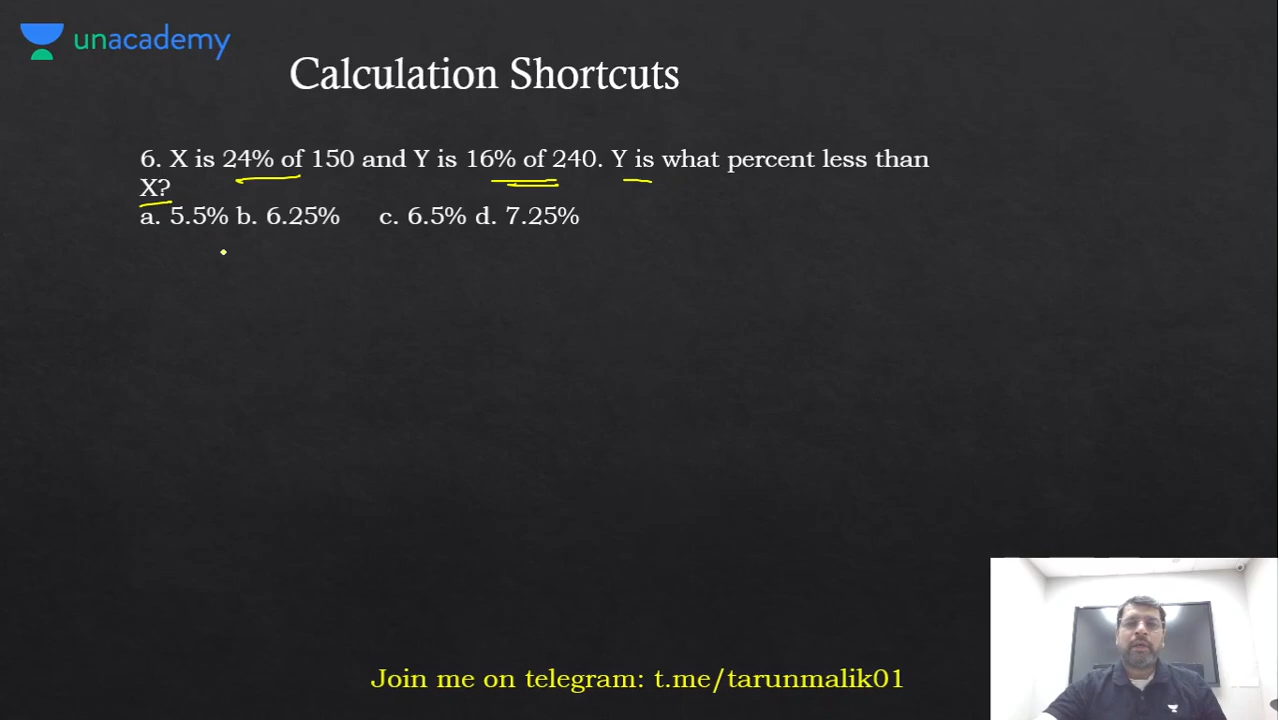 unacademy
Calculation Shortcuts
6. X is 24% of 150 and Y is 16% of 240. Y is what percent less than
X?
a. 5.5% b. 6.25% c. 6.5% d. 7.25%
Join me on telegram: t.me/tarunmalik01